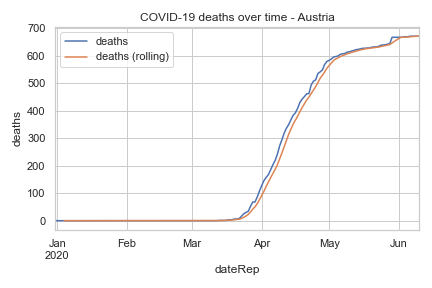 COVID-19 deaths over time - Austria
deaths
deaths (rolling)
700
600
500
400
300
200
100
0
deaths
Jan Feb Mar Apr May Jun
2020
dateRep